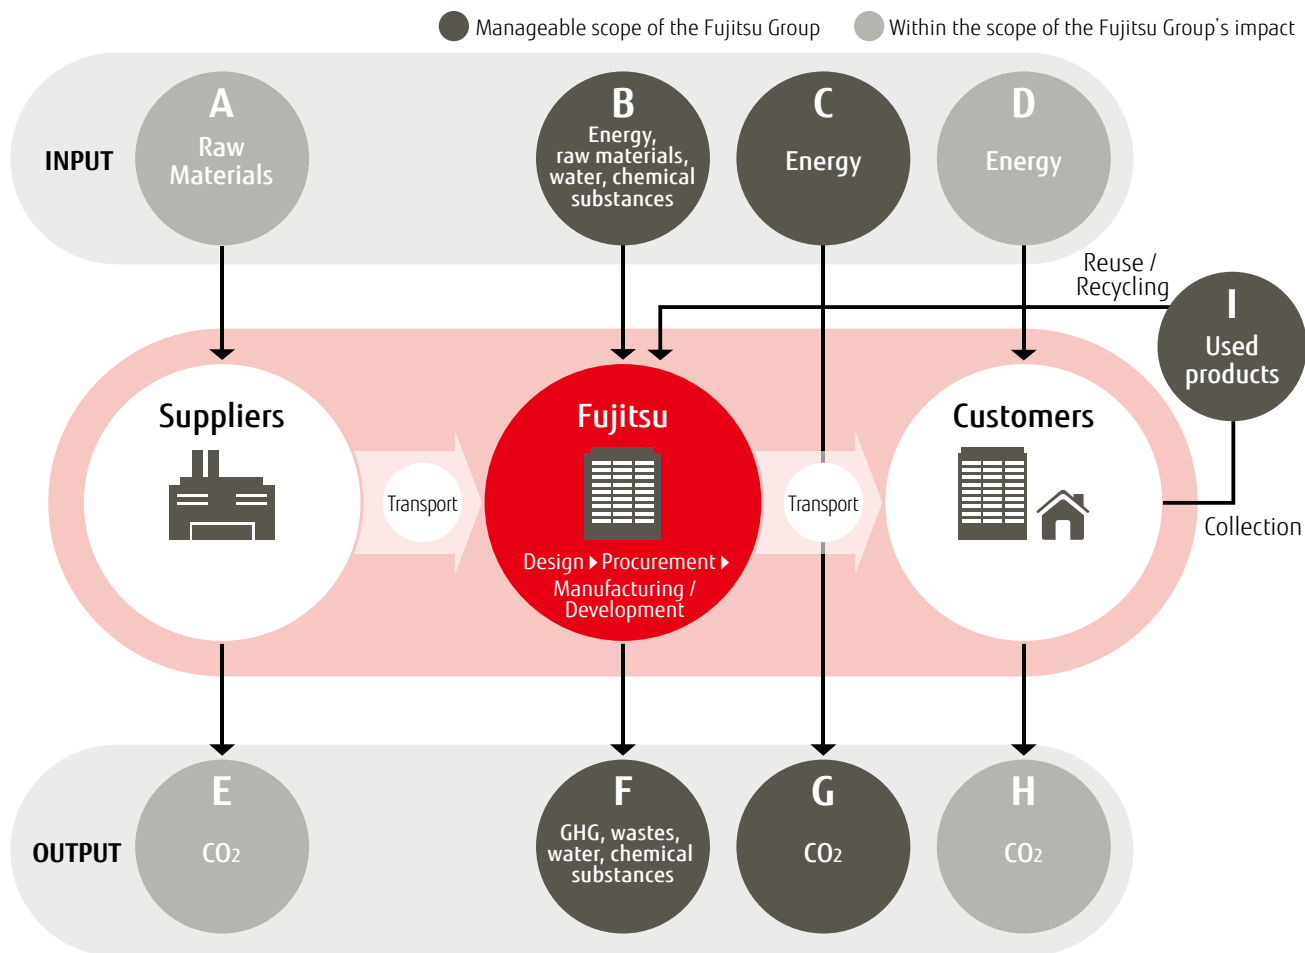 Manageable scope of the Fujitsu Group
Within the scope of the Fujitsu Group's impact
INPUT
A
Raw
Materials
B
Energy,
raw materials,
water, chemical
substances
C
Energy
D
Energy
Reuse /
Recycling
I
Used
products
Collection
Suppliers
Transport
Fujitsu
Design ▶ Procurement ▶
Manufacturing /
Development
Transport
Customers
OUTPUT
E
CO₂
F
GHG, wastes,
water, chemical
substances
G
CO₂
H
CO₂